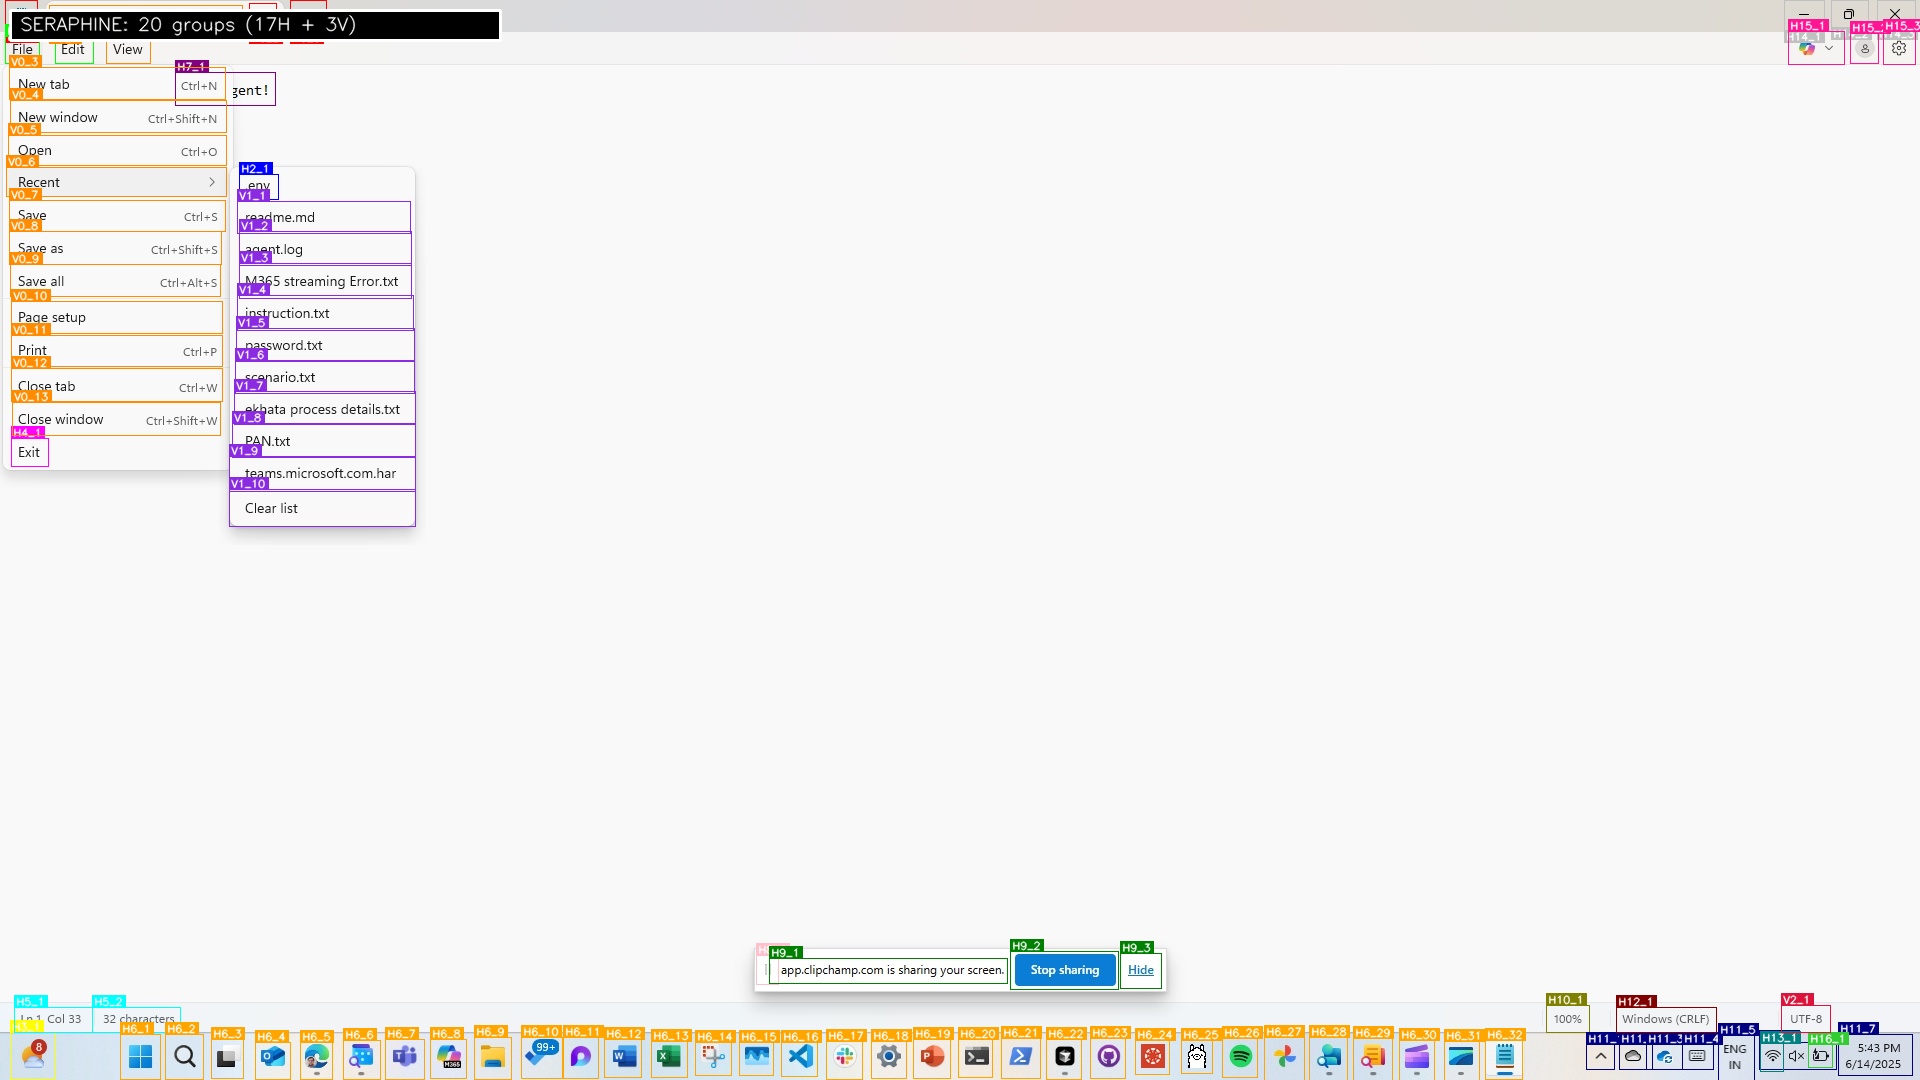 SERAPHINE: 20 groups (17H + 3V)
File Edit View
H15_1 H15_3
V0_3
H7_1
New tab Ctrl+N
gent!
V0_4
New window Ctrl+Shift+N
V0_5
Open Ctrl+O
V0_6
Recent
V0_7
Save Ctrl+S
V0_8
Save as Ctrl+Shift+S
V0_9
Save all Ctrl+Alt+S
V0_10
Page setup
V0_11
Print Ctrl+P
V0_12
Close tab Ctrl+W
V0_13
Close window Ctrl+Shift+W
H4_1
Exit
H2_1
.env
V1_1
readme.md
V1_2
agent.log
V1_3
M365 streaming Error.txt
V1_4
instruction.txt
V1_5
password.txt
V1_6
scenario.txt
V1_7
ekhata process details.txt
V1_8
PAN.txt
V1_9
teams.microsoft.com.har
V1_10
Clear list
H9_1 H9_2 H9_3
app.clipchamp.com is sharing your screen. Stop sharing Hide
H5_1 H5_2 H10_1 H12_1 V2_1
Ln 1, Col 33 32 characters 100% Windows (CRLF) UTF-8
H6_1 H6_2 H6_3 H6_4 H6_5 H6_6 H6_7 H6_8 H6_9 H6_10 H6_11 H6_12 H6_13 H6_14 H6_15 H6_16 H6_17 H6_18 H6_19 H6_20 H6_21 H6_22 H6_23 H6_24 H6_25 H6_26 H6_27 H6_28 H6_29 H6_30 H6_31 H6_32 H11_4 H11_5 H13_1 H16_1 H11_7
8 M365 99+
ENG
IN
5:43 PM
6/14/2025